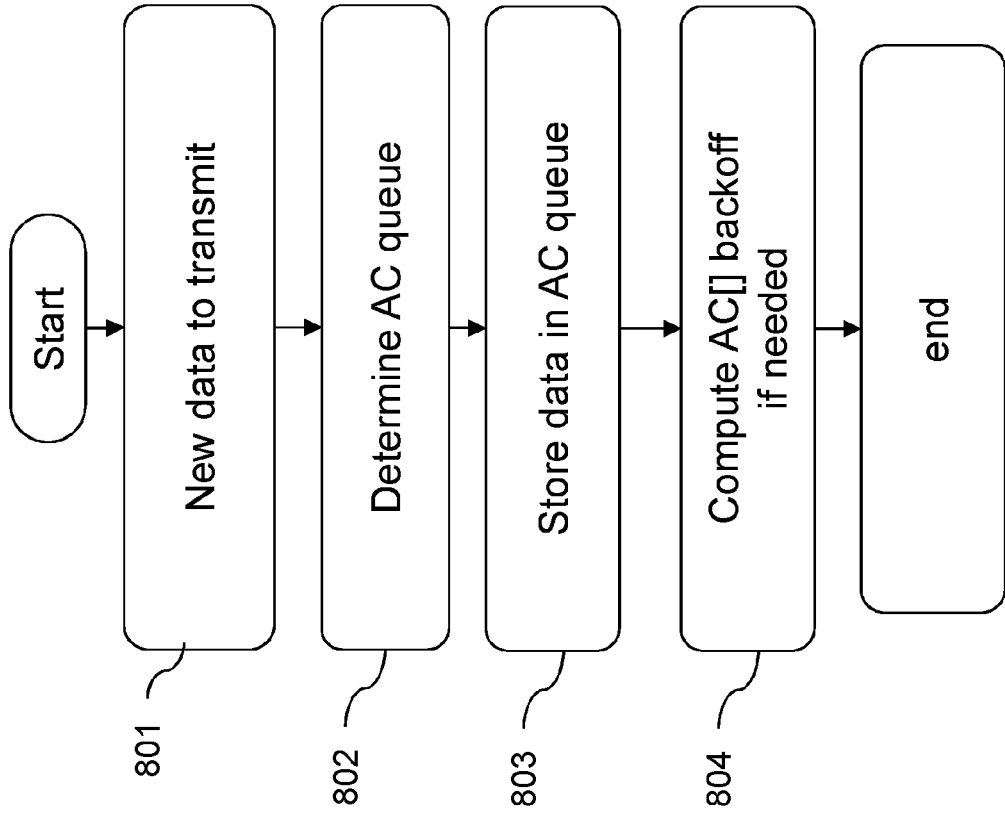 Start
801
New data to transmit
802
Determine AC queue
803
Store data in AC queue
804
Compute AC[] backoff
if needed
end